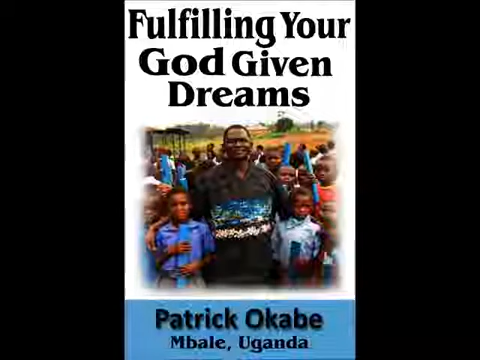 Fulfilling Your
God Given
Dreams
Patrick Okabe
Mbale, Uganda